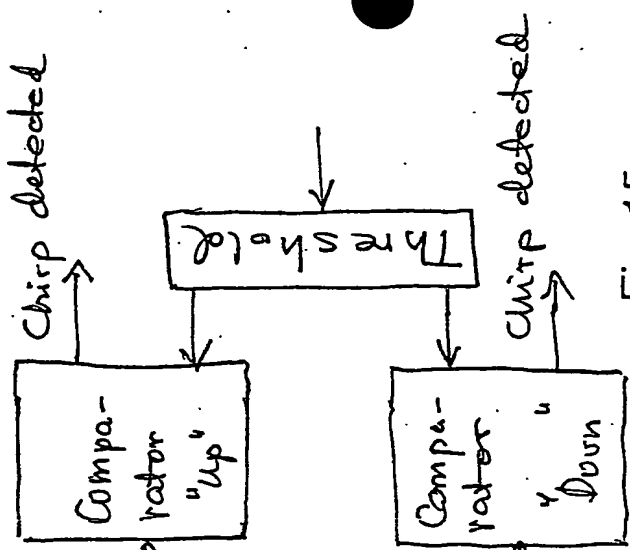 Chirp detected
Compa-
rator
"Up"
Threshold
Chirp detected
Compa-
rator
"Down"